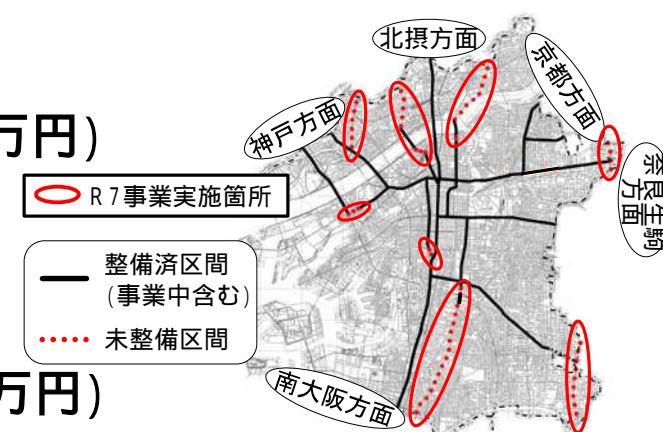 北摂方面
京都方面
神戸方面
万円)
奈良生駒
方面
R7事業実施箇所
整備済区間
(事業中含む)
未整備区間
南大阪方面
万円)